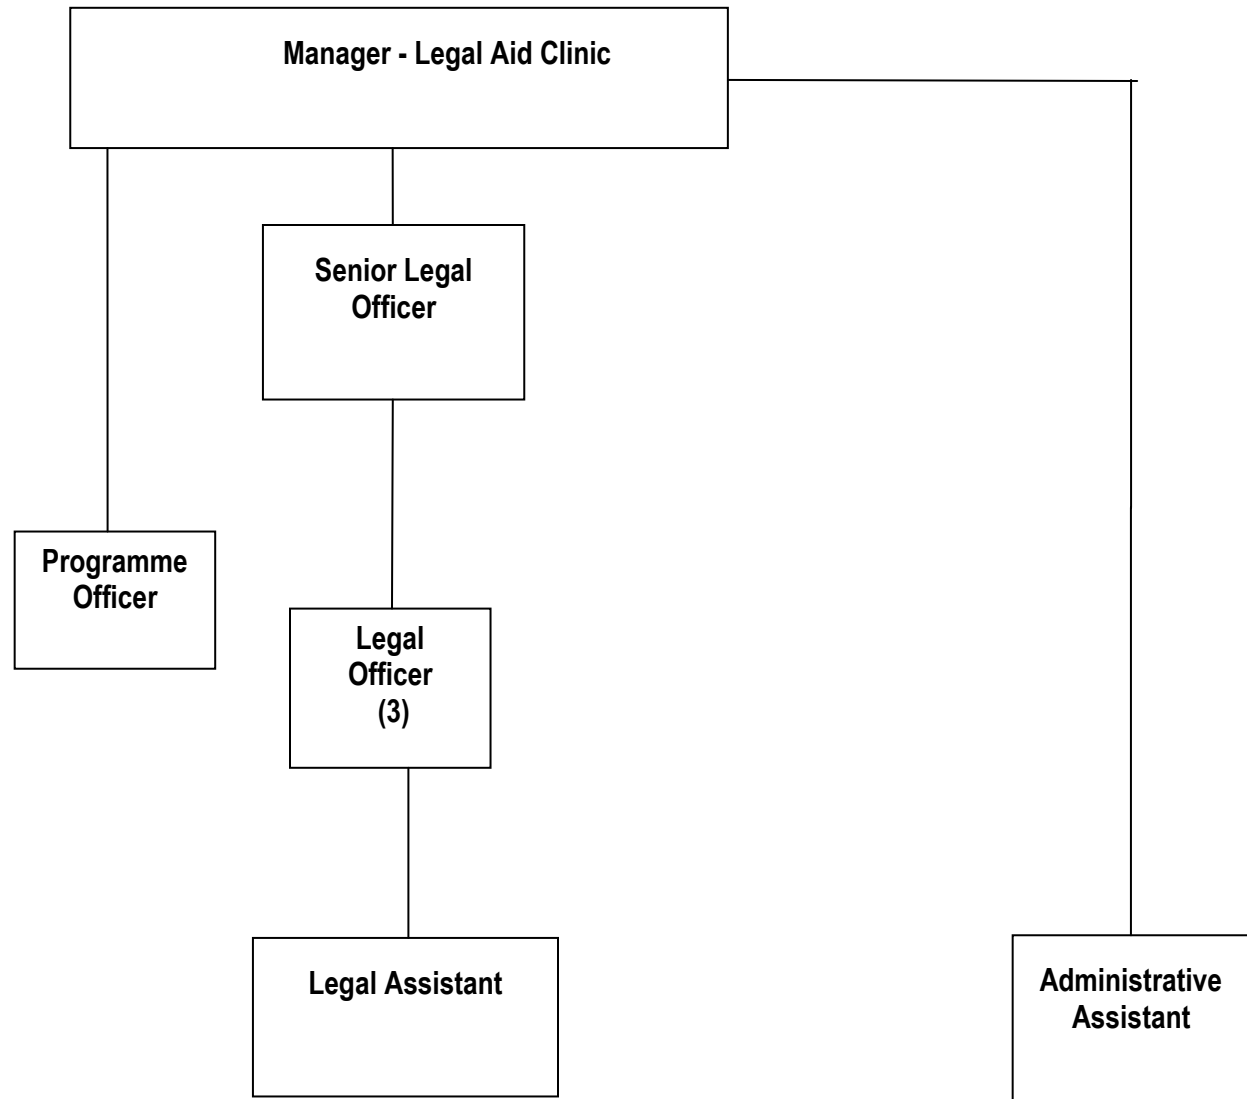 Manager - Legal Aid Clinic
Senior Legal
Officer
Programme
Officer
Legal
Officer
(3)
Legal Assistant
Administrative
Assistant